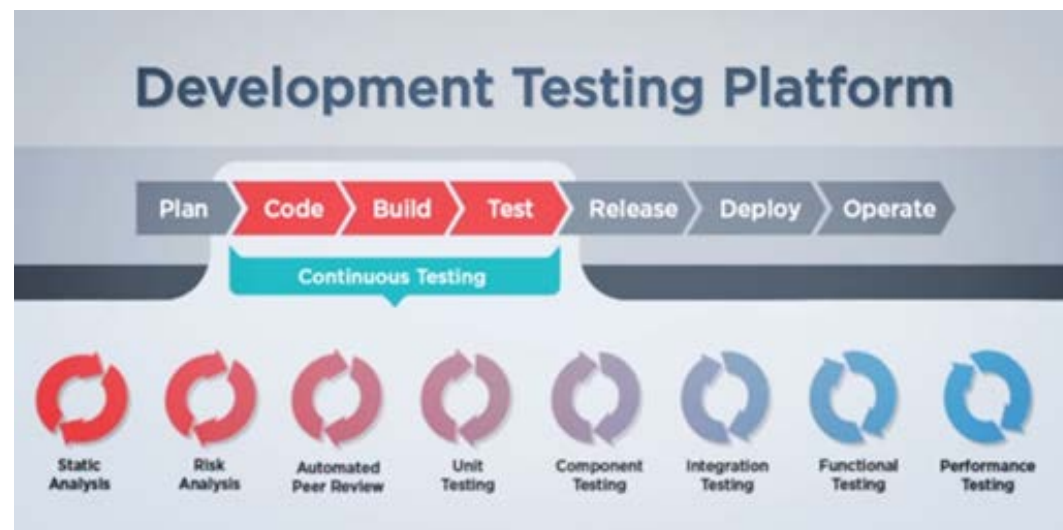 Development Testing Platform
Plan Code Build Test Release Deploy Operate
Continuous Testing
Static Analysis
Risk Analysis
Automated Peer Review
Unit Testing
Component Testing
Integration Testing
Functional Testing
Performance Testing